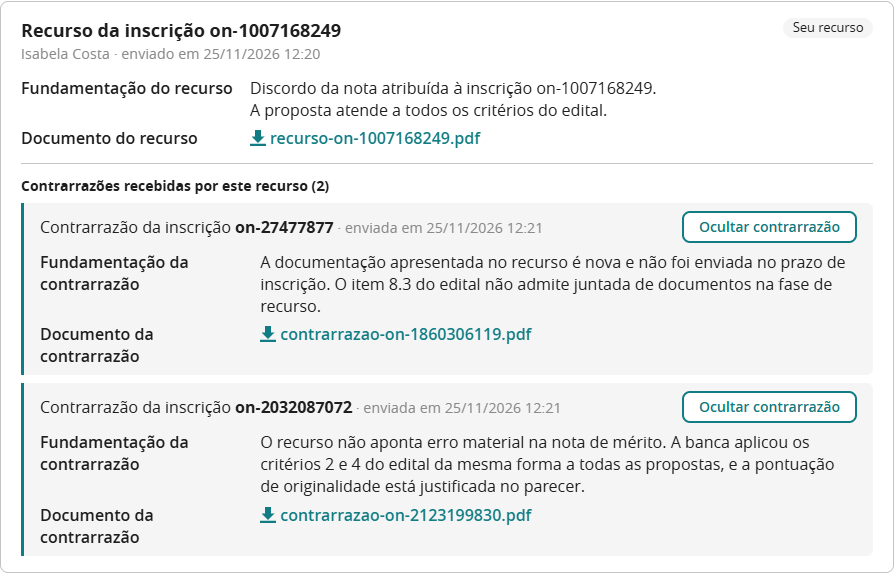 Recurso da inscrição on-1007168249
Seu recurso
Isabela Costa · enviado em 25/11/2026 12:20
Fundamentação do recurso
Discordo da nota atribuída à inscrição on-1007168249.
A proposta atende a todos os critérios do edital.
Documento do recurso
recurso-on-1007168249.pdf
Contrarrazões recebidas por este recurso (2)
Contrarrazão da inscrição on-27477877 · enviada em 25/11/2026 12:21
Ocultar contrarrazão
Fundamentação da
contrarrazão
A documentação apresentada no recurso é nova e não foi enviada no prazo de
inscrição. O item 8.3 do edital não admite juntada de documentos na fase de
recurso.
Documento da
contrarrazão
contrarrazao-on-1860306119.pdf
Contrarrazão da inscrição on-2032087072 · enviada em 25/11/2026 12:21
Ocultar contrarrazão
Fundamentação da
contrarrazão
O recurso não aponta erro material na nota de mérito. A banca aplicou os
critérios 2 e 4 do edital da mesma forma a todas as propostas, e a pontuação
de originalidade está justificada no parecer.
Documento da
contrarrazão
contrarrazao-on-2123199830.pdf